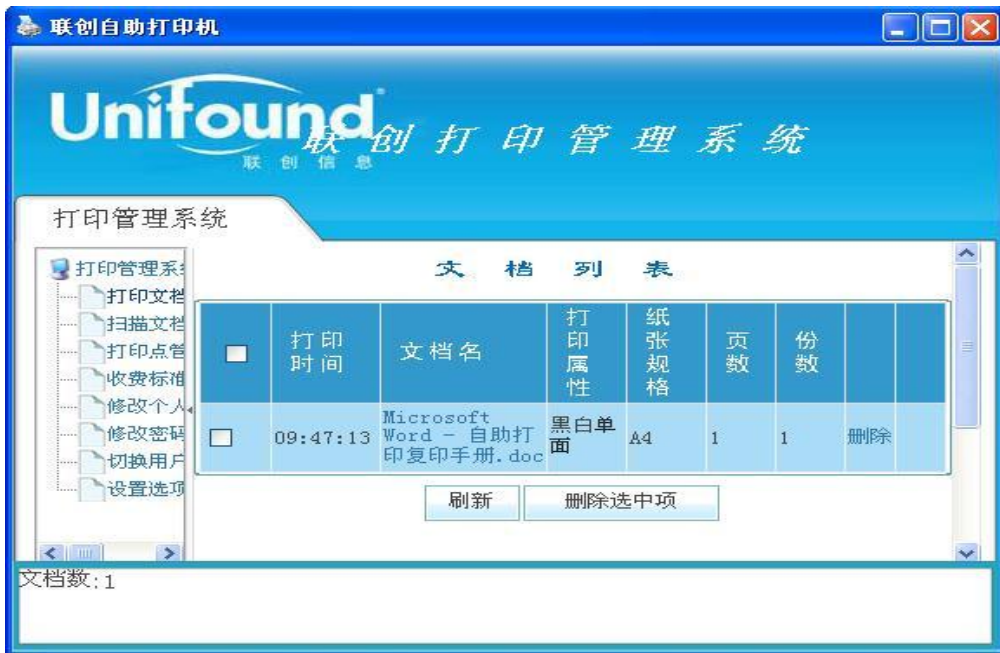 联创自助打印机
Unifound
联创信息
联创打印管理系统
打印管理系统
打印管理系
打印文档
扫描文档
打印点管
收费标准
修改个人
修改密码
切换用户
设置选项
文档列表
打印
时间
文档名
打
印
属
性
纸
张
规
格
页
数
份
数
09:47:13
Microsoft
Word - 自助打
印复印手册.doc
黑白单
面
A4
1
1
删除
刷新
删除选中项
文档数:1